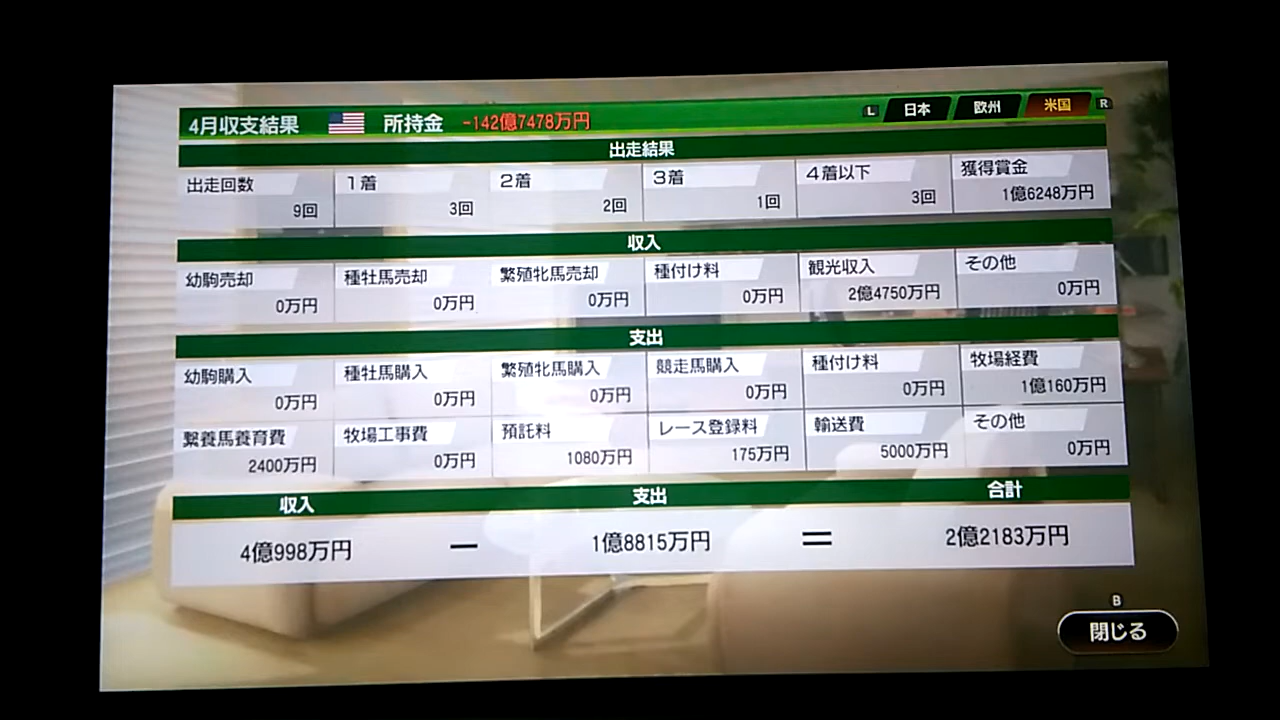 4月収支結果 所持金 -142億7478万円 L 日本 欧州 米国 R
出走結果
出走回数 1着 2着 3着 4着以下 獲得賞金
9回 3回 2回 1回 3回 1億6248万円
収入
幼駒売却 種牡馬売却 繁殖牝馬売却 種付け料 観光収入 その他
0万円 0万円 0万円 0万円 2億4750万円 0万円
支出
幼駒購入 種牡馬購入 繁殖牝馬購入 競走馬購入 種付け料 牧場経費
0万円 0万円 0万円 0万円 0万円 1億160万円
繋養馬養育費 牧場工事費 預託料 レース登録料 輸送費 その他
2400万円 0万円 1080万円 175万円 5000万円 0万円
収入 支出 合計
4億998万円 − 1億8815万円 = 2億2183万円
B
閉じる